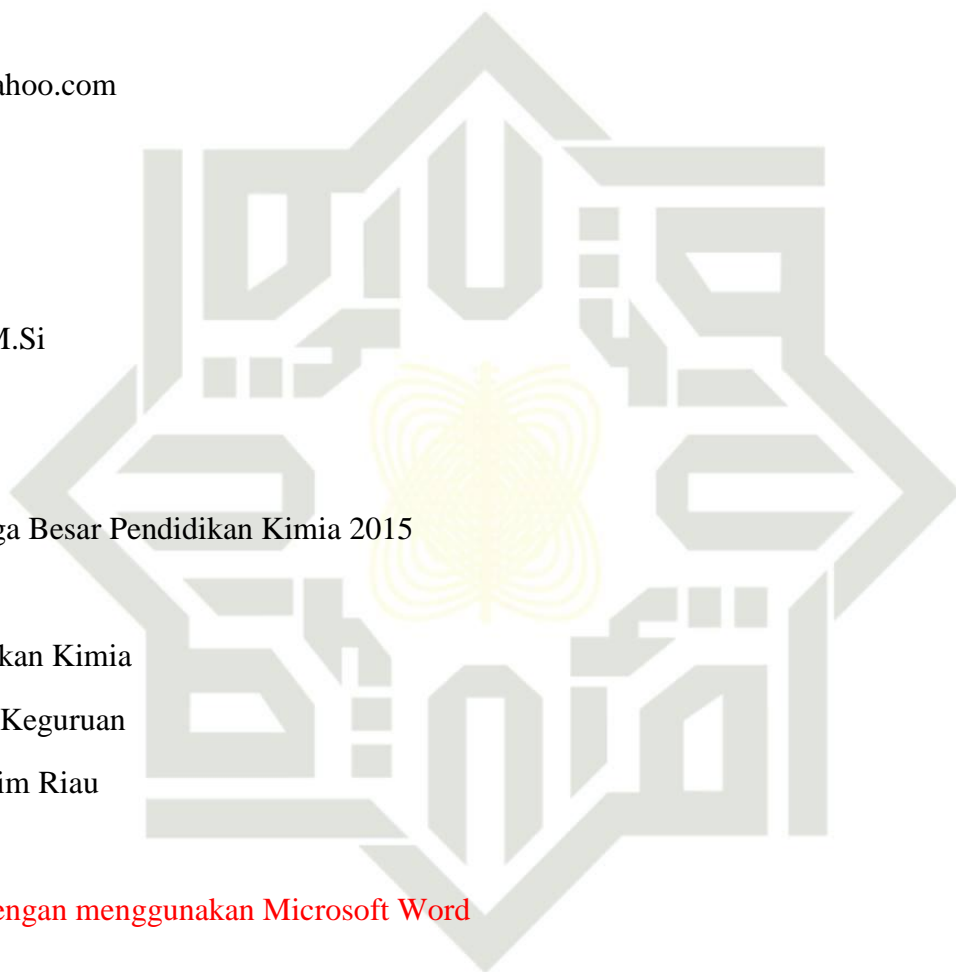 ahoo.com
M.Si
ga Besar Pendidikan Kimia 2015
kan Kimia
Keguruan
im Riau
engan menggunakan Microsoft Word